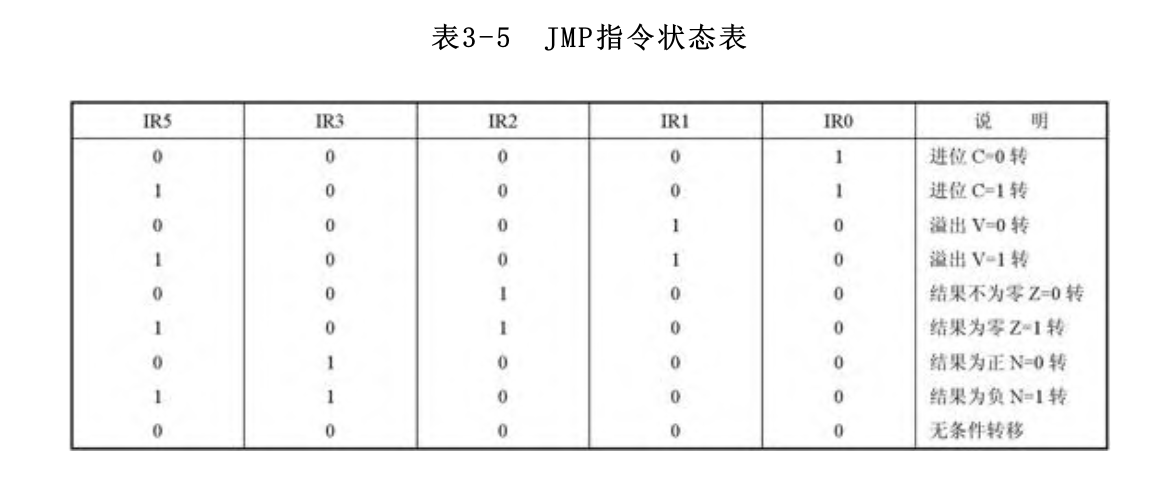 表3-5 JMP指令状态表
IR5 IR3 IR2 IR1 IR0 说 明
0 0 0 0 1 进位 C=0 转
1 0 0 0 1 进位 C=1 转
0 0 0 1 0 溢出 V=0 转
1 0 0 1 0 溢出 V=1 转
0 0 1 0 0 结果不为零 Z=0 转
1 0 1 0 0 结果为零 Z=1 转
0 1 0 0 0 结果为正 N=0 转
1 1 0 0 0 结果为负 N=1 转
0 0 0 0 0 无条件转移